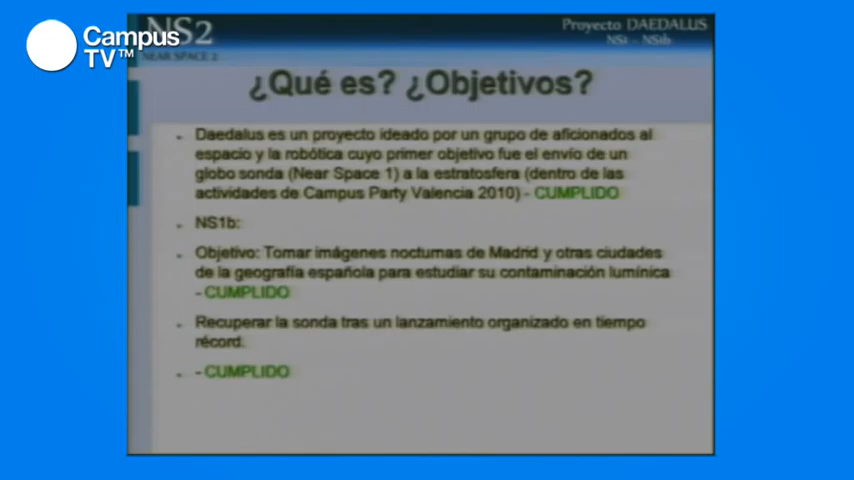 Campus
TV™
NS2
NEAR SPACE 2
Proyecto DAEDALUS
NS1 - NS1b
¿Qué es? ¿Objetivos?
Daedalus es un proyecto ideado por un grupo de aficionados al
espacio y la robótica cuyo primer objetivo fue el envío de un
globo sonda (Near Space 1) a la estratosfera (dentro de las
actividades de Campus Party Valencia 2010) - CUMPLIDO
NS1b:
Objetivo: Tomar imágenes nocturnas de Madrid y otras ciudades
de la geografía española para estudiar su contaminación lumínica
- CUMPLIDO
Recuperar la sonda tras un lanzamiento organizado en tiempo
récord.
- CUMPLIDO